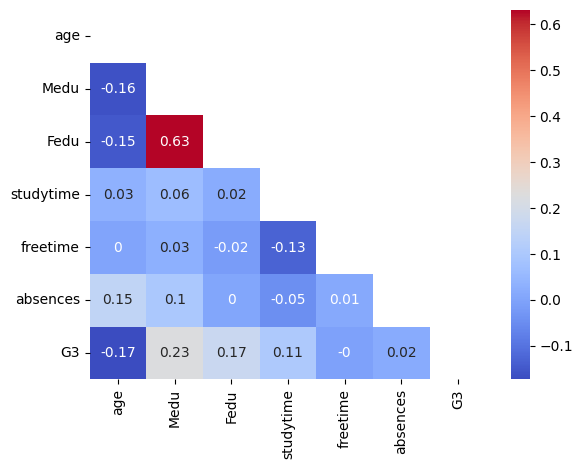 age
Medu -0.16
Fedu -0.15 0.63
studytime 0.03 0.06 0.02
freetime 0 0.03 -0.02 -0.13
absences 0.15 0.1 0 -0.05 0.01
G3 -0.17 0.23 0.17 0.11 -0 0.02
age Medu Fedu studytime freetime absences G3
0.6
0.5
0.4
0.3
0.2
0.1
0.0
−0.1